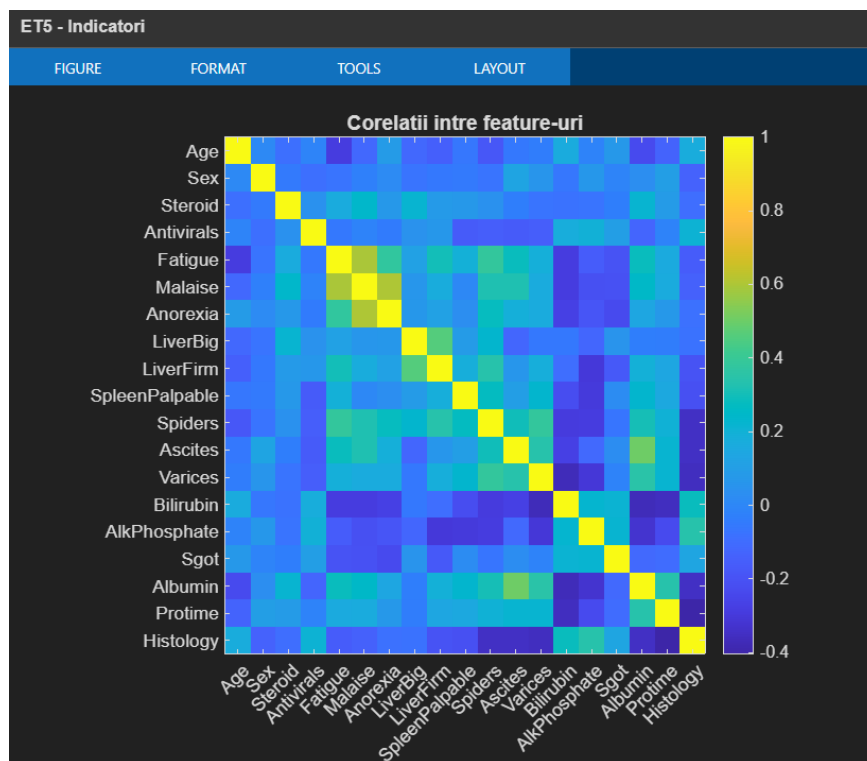 ET5 - Indicatori
FIGURE FORMAT TOOLS LAYOUT
Corelatii intre feature-uri
Age
Sex
Steroid
Antivirals
Fatigue
Malaise
Anorexia
LiverBig
LiverFirm
SpleenPalpable
Spiders
Ascites
Varices
Bilirubin
AlkPhosphate
Sgot
Albumin
Protime
Histology
1
0.8
0.6
0.4
0.2
0
-0.2
-0.4
Age
Sex
Steroid
Antivirals
Fatigue
Malaise
Anorexia
LiverBig
LiverFirm
SpleenPalpable
Spiders
Ascites
Varices
Bilirubin
AlkPhosphate
Sgot
Albumin
Protime
Histology